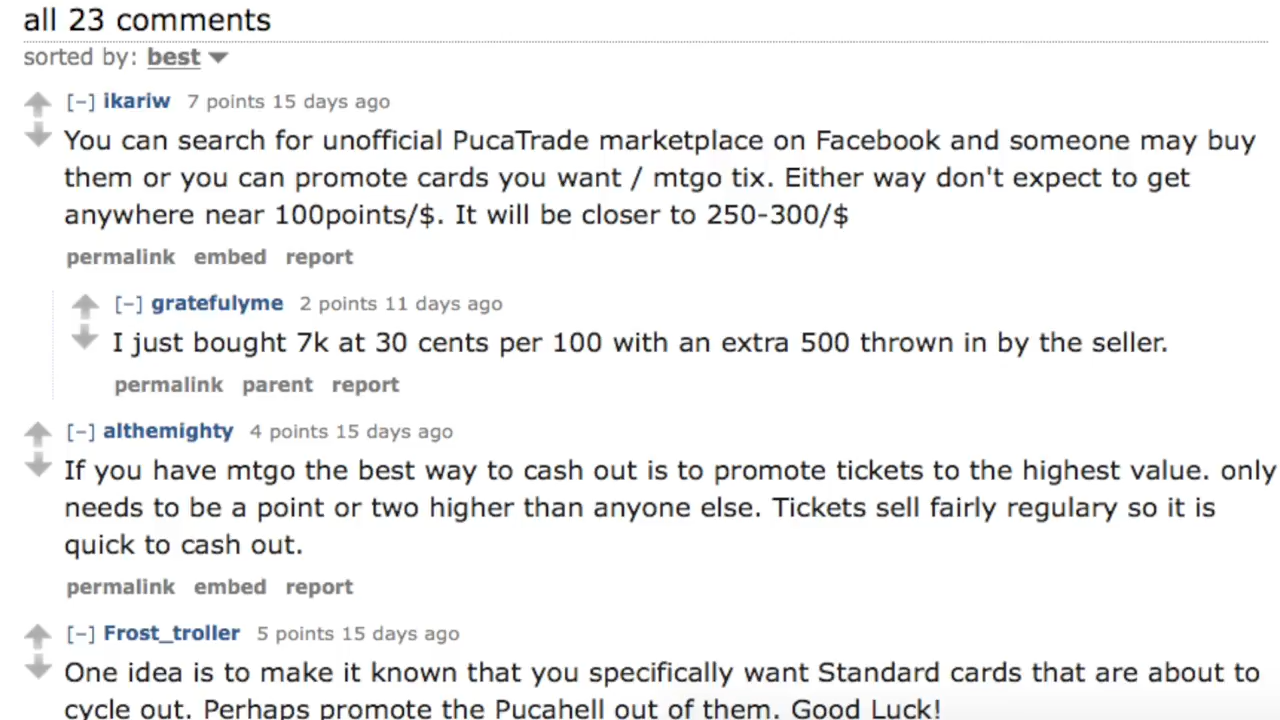 all 23 comments
sorted by: best
[-] ikariw 7 points 15 days ago
You can search for unofficial PucaTrade marketplace on Facebook and someone may buy
them or you can promote cards you want / mtgo tix. Either way don't expect to get
anywhere near 100points/$. It will be closer to 250-300/$
permalink embed report
[-] gratefulyme 2 points 11 days ago
I just bought 7k at 30 cents per 100 with an extra 500 thrown in by the seller.
permalink parent report
[-] althemighty 4 points 15 days ago
If you have mtgo the best way to cash out is to promote tickets to the highest value. only
needs to be a point or two higher than anyone else. Tickets sell fairly regulary so it is
quick to cash out.
permalink embed report
[-] Frost_troller 5 points 15 days ago
One idea is to make it known that you specifically want Standard cards that are about to
cycle out. Perhaps promote the Pucahell out of them. Good Luck!